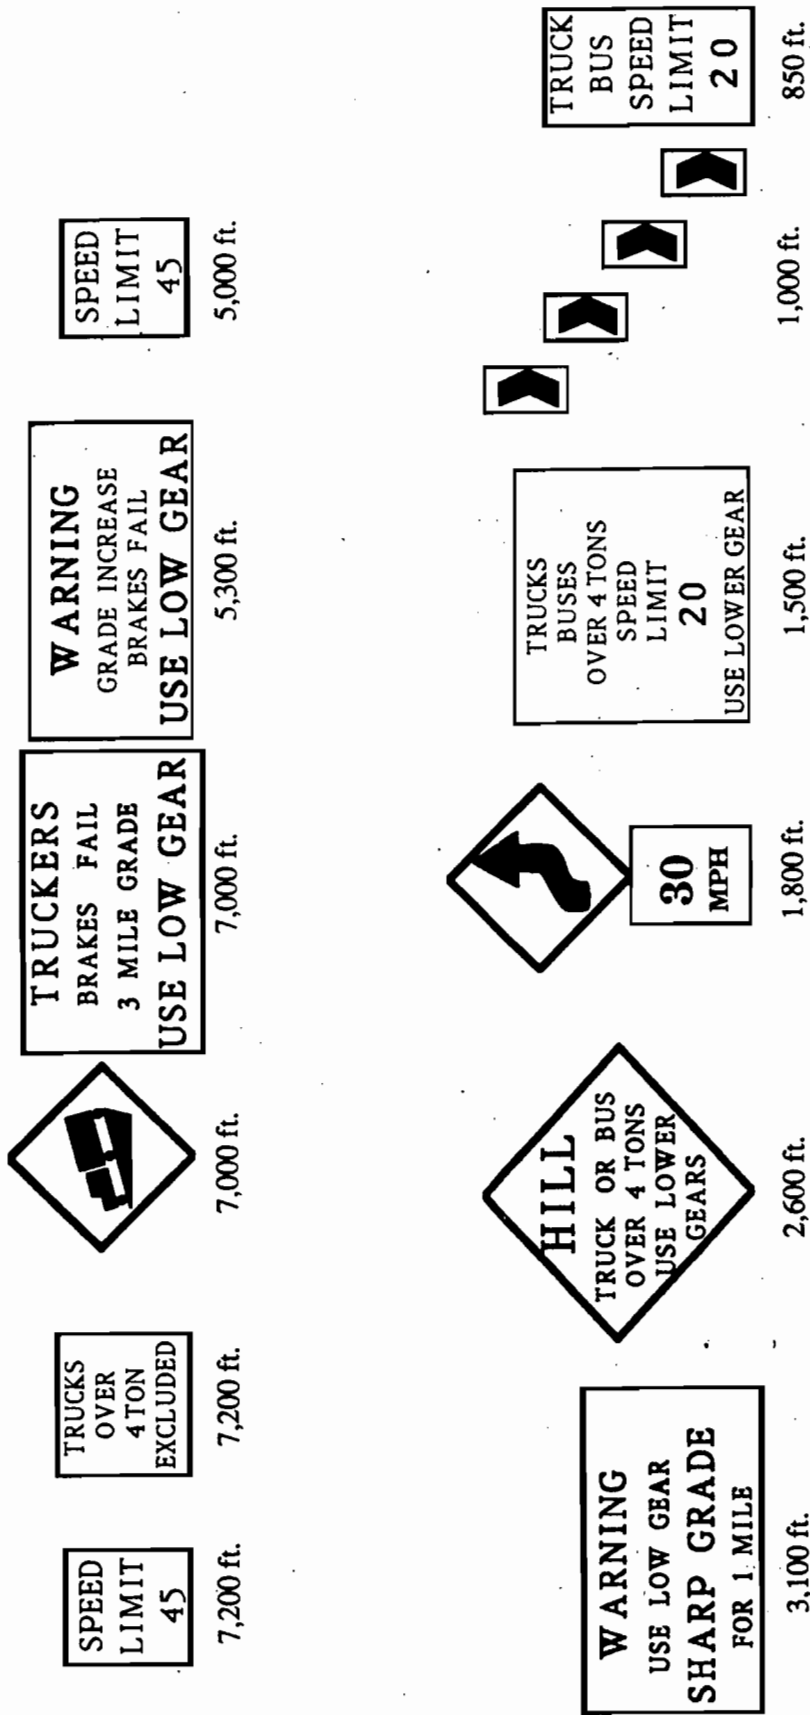 SPEED
LIMIT
45
7,200 ft.
TRUCKS
OVER
4 TON
EXCLUDED
7,200 ft.
7,000 ft.
TRUCKERS
BRAKES FAIL
3 MILE GRADE
USE LOW GEAR
7,000 ft.
WARNING
GRADE INCREASE
BRAKES FAIL
USE LOW GEAR
5,300 ft.
SPEED
LIMIT
45
5,000 ft.
WARNING
USE LOW GEAR
SHARP GRADE
FOR 1 MILE
3,100 ft.
HILL
TRUCK OR BUS
OVER 4 TONS
USE LOWER
GEARS
2,600 ft.
30
MPH
1,800 ft.
TRUCKS
BUSES
OVER 4 TONS
SPEED
LIMIT
20
USE LOWER GEAR
1,500 ft.
1,000 ft.
TRUCK
BUS
SPEED
LIMIT
20
850 ft.